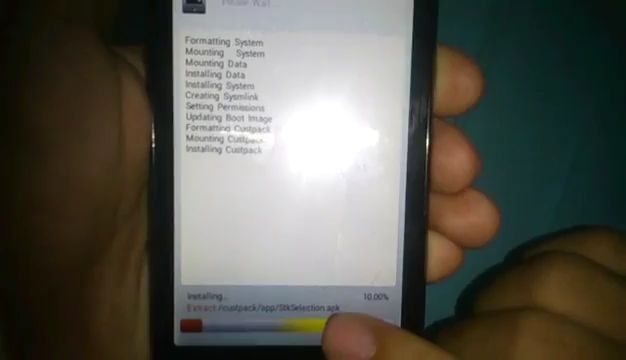 Please Wait...
Formatting System
Mounting System
Mounting Data
Installing Data
Installing System
Creating Sysmlink
Setting Permissions
Updating Boot Image
Formatting Custpack
Mounting Custpack
Installing Custpack
Installing.. 10.00%
Extract /custpack/app/StkSelection.apk